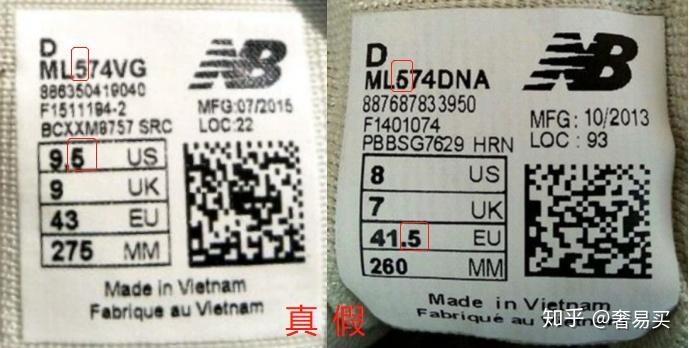 D
ML574VG
886350419040
F1511194-2
BCXXM8757 SRC
NB
MFG:07/2015
LOC:22
9.5 US
9 UK
43 EU
275 MM
Made in Vietnam
Fabrique au Vietnam
真
D
ML574DNA
887687833950
F1401074
PBBSG7629 HRN
NB
MFG: 10/2013
LOC: 93
8 US
7 UK
41.5 EU
260 MM
Made in Vietnam
Fabriqué au Vietnam
假
知乎 @奢易买